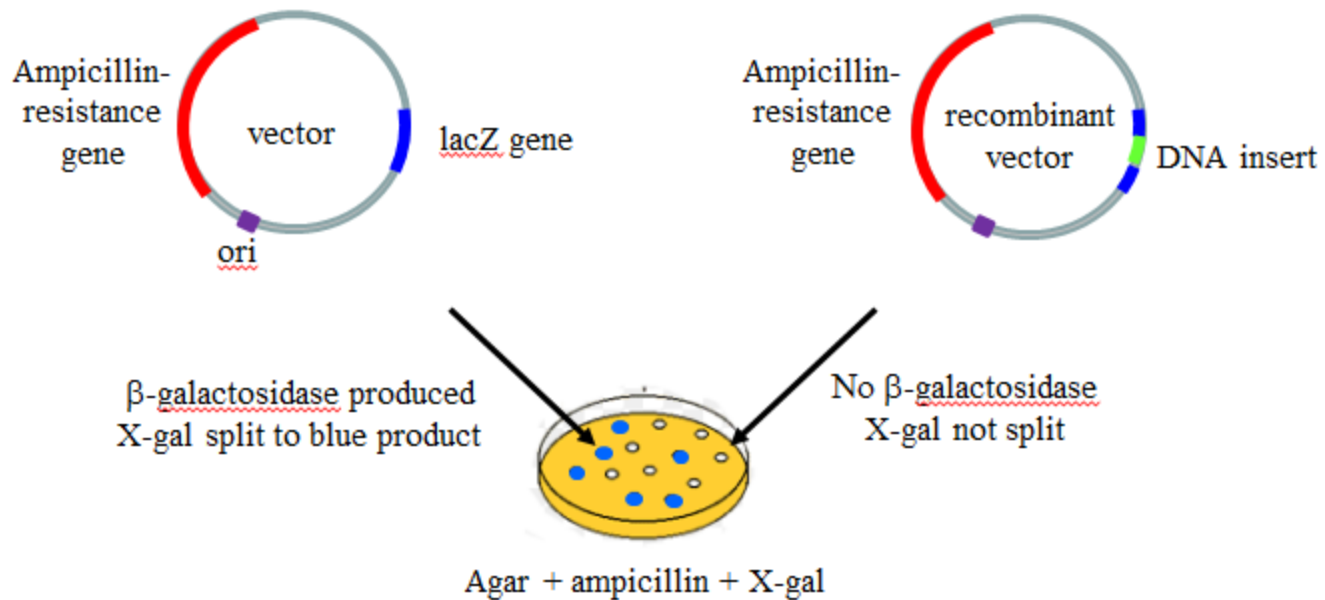 Ampicillin-
resistance
gene
vector
lacZ gene
ori
Ampicillin-
resistance
gene
recombinant
vector
DNA insert
β-galactosidase produced
X-gal split to blue product
No β-galactosidase
X-gal not split
Agar + ampicillin + X-gal